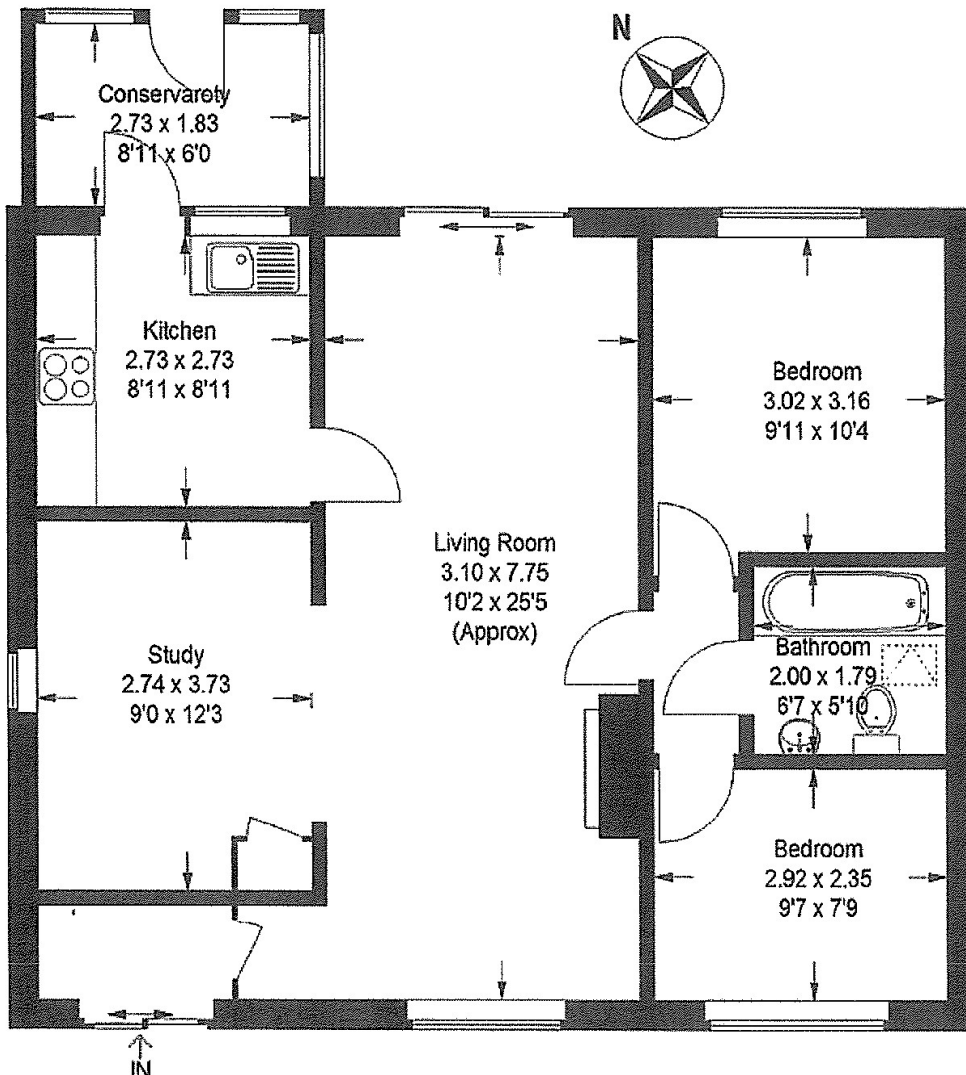 N
Conservaroty
2.73 x 1.83
8'11 x 6'0
Kitchen
2.73 x 2.73
8'11 x 8'11
Bedroom
3.02 x 3.16
9'11 x 10'4
Living Room
3.10 x 7.75
10'2 x 25'5
(Approx)
Study
2.74 x 3.73
9'0 x 12'3
Bathroom
2.00 x 1.79
6'7 x 5'10
Bedroom
2.92 x 2.35
9'7 x 7'9
IN